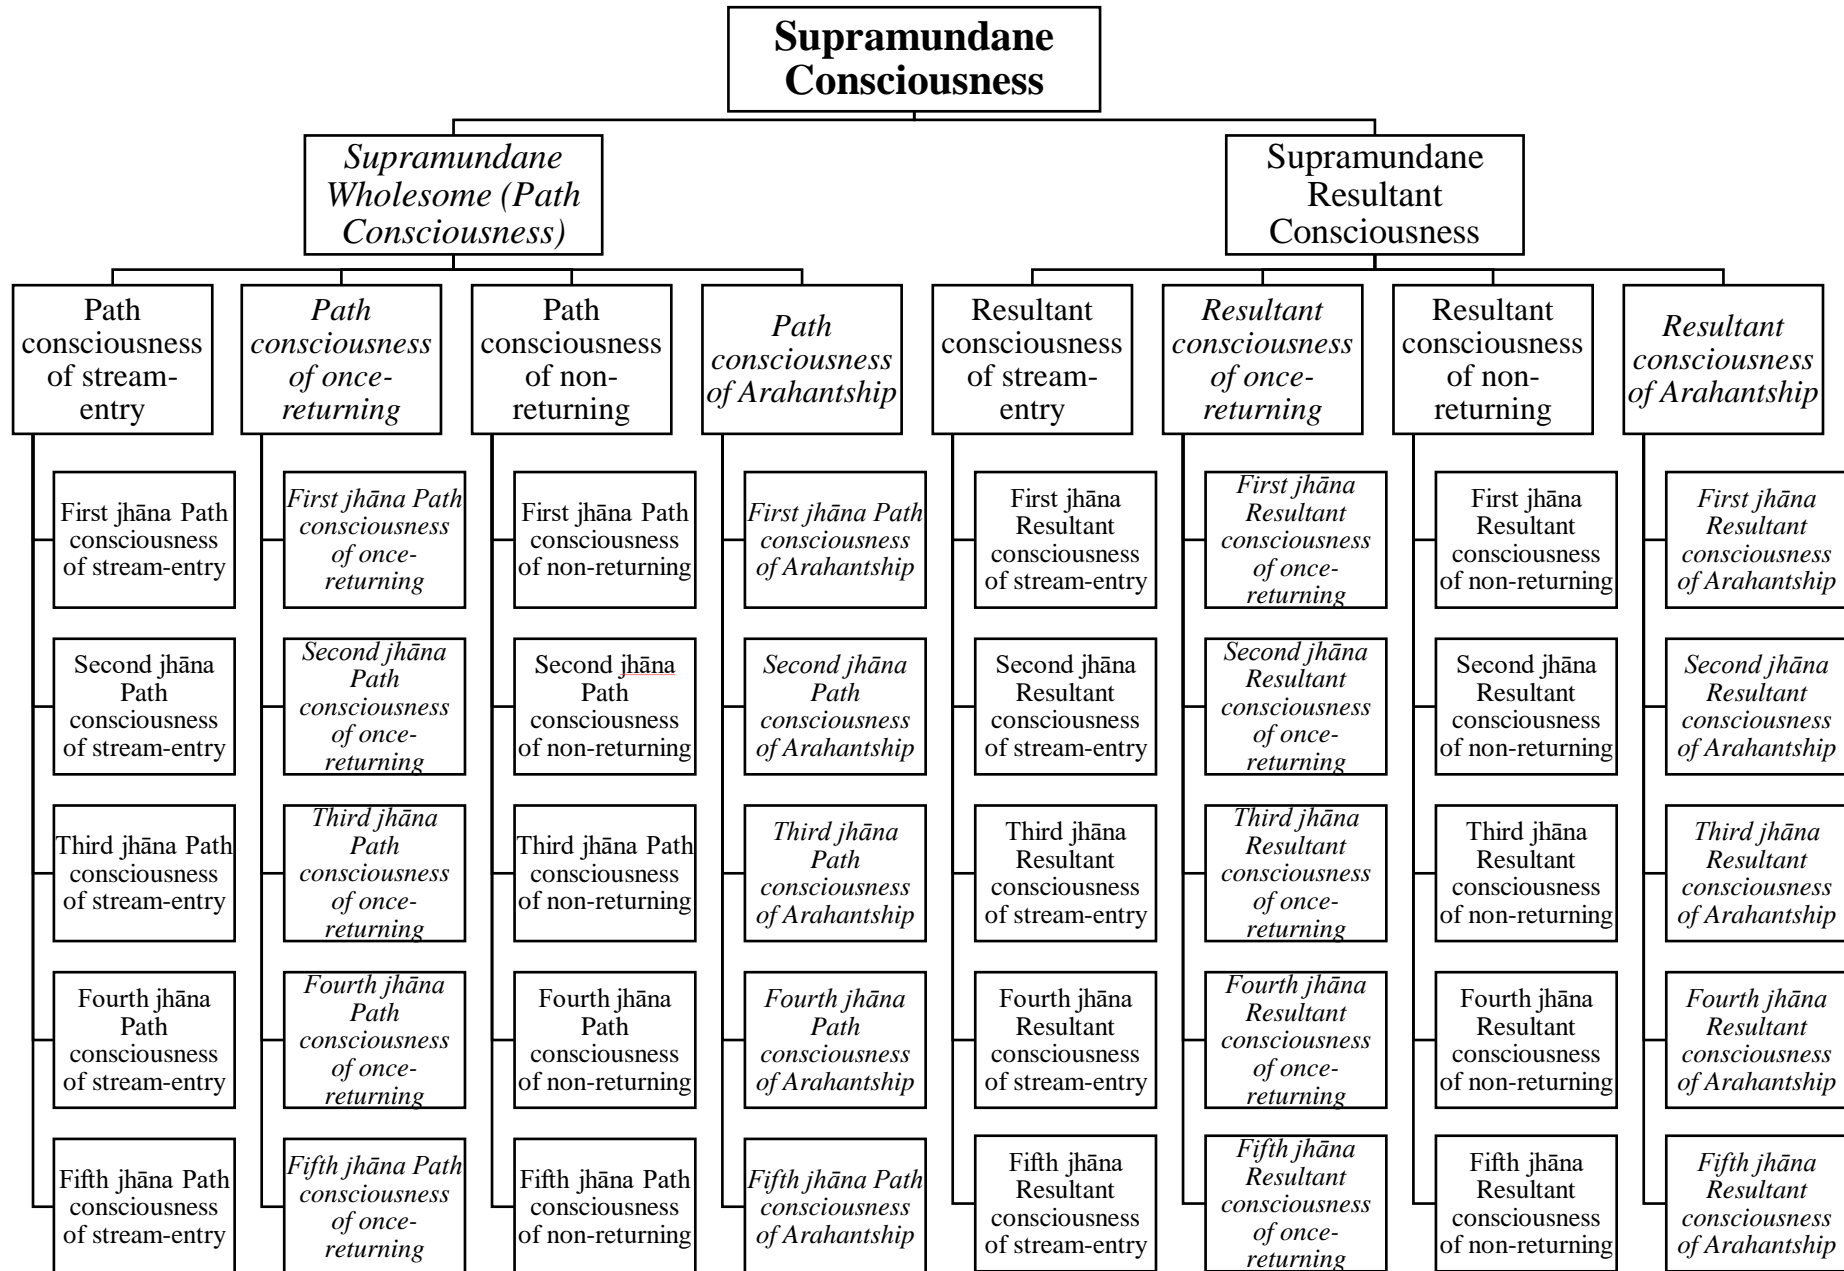 Supramundane
Consciousness
Supramundane
Wholesome (Path
Consciousness)
Supramundane
Resultant
Consciousness
Path
consciousness
of stream-
entry
Path
consciousness
of once-
returning
Path
consciousness
of non-
returning
Path
consciousness
of Arahantship
Resultant
consciousness
of stream-
entry
Resultant
consciousness
of once-
returning
Resultant
consciousness
of non-
returning
Resultant
consciousness
of Arahantship
First jhāna Path
consciousness
of stream-entry
First jhāna Path
consciousness
of once-
returning
First jhāna Path
consciousness
of non-returning
First jhāna Path
consciousness
of Arahantship
First jhāna
Resultant
consciousness
of stream-entry
First jhāna
Resultant
consciousness
of once-
returning
First jhāna
Resultant
consciousness
of non-returning
First jhāna
Resultant
consciousness
of Arahantship
Second jhāna
Path
consciousness
of stream-entry
Second jhāna
Path
consciousness
of once-
returning
Second jhāna
Path
consciousness
of non-returning
Second jhāna
Path
consciousness
of Arahantship
Second jhāna
Resultant
consciousness
of stream-entry
Second jhāna
Resultant
consciousness
of once-
returning
Second jhāna
Resultant
consciousness
of non-returning
Second jhāna
Resultant
consciousness
of Arahantship
Third jhāna Path
consciousness
of stream-entry
Third jhāna
Path
consciousness
of once-
returning
Third jhāna Path
consciousness
of non-returning
Third jhāna
Path
consciousness
of Arahantship
Third jhāna
Resultant
consciousness
of stream-entry
Third jhāna
Resultant
consciousness
of once-
returning
Third jhāna
Resultant
consciousness
of non-returning
Third jhāna
Resultant
consciousness
of Arahantship
Fourth jhāna
Path
consciousness
of stream-entry
Fourth jhāna
Path
consciousness
of once-
returning
Fourth jhāna
Path
consciousness
of non-returning
Fourth jhāna
Path
consciousness
of Arahantship
Fourth jhāna
Resultant
consciousness
of stream-entry
Fourth jhāna
Resultant
consciousness
of once-
returning
Fourth jhāna
Resultant
consciousness
of non-returning
Fourth jhāna
Resultant
consciousness
of Arahantship
Fifth jhāna Path
consciousness
of stream-entry
Fifth jhāna Path
consciousness
of once-
returning
Fifth jhāna Path
consciousness
of non-returning
Fifth jhāna Path
consciousness
of Arahantship
Fifth jhāna
Resultant
consciousness
of stream-entry
Fifth jhāna
Resultant
consciousness
of once-
returning
Fifth jhāna
Resultant
consciousness
of non-returning
Fifth jhāna
Resultant
consciousness
of Arahantship